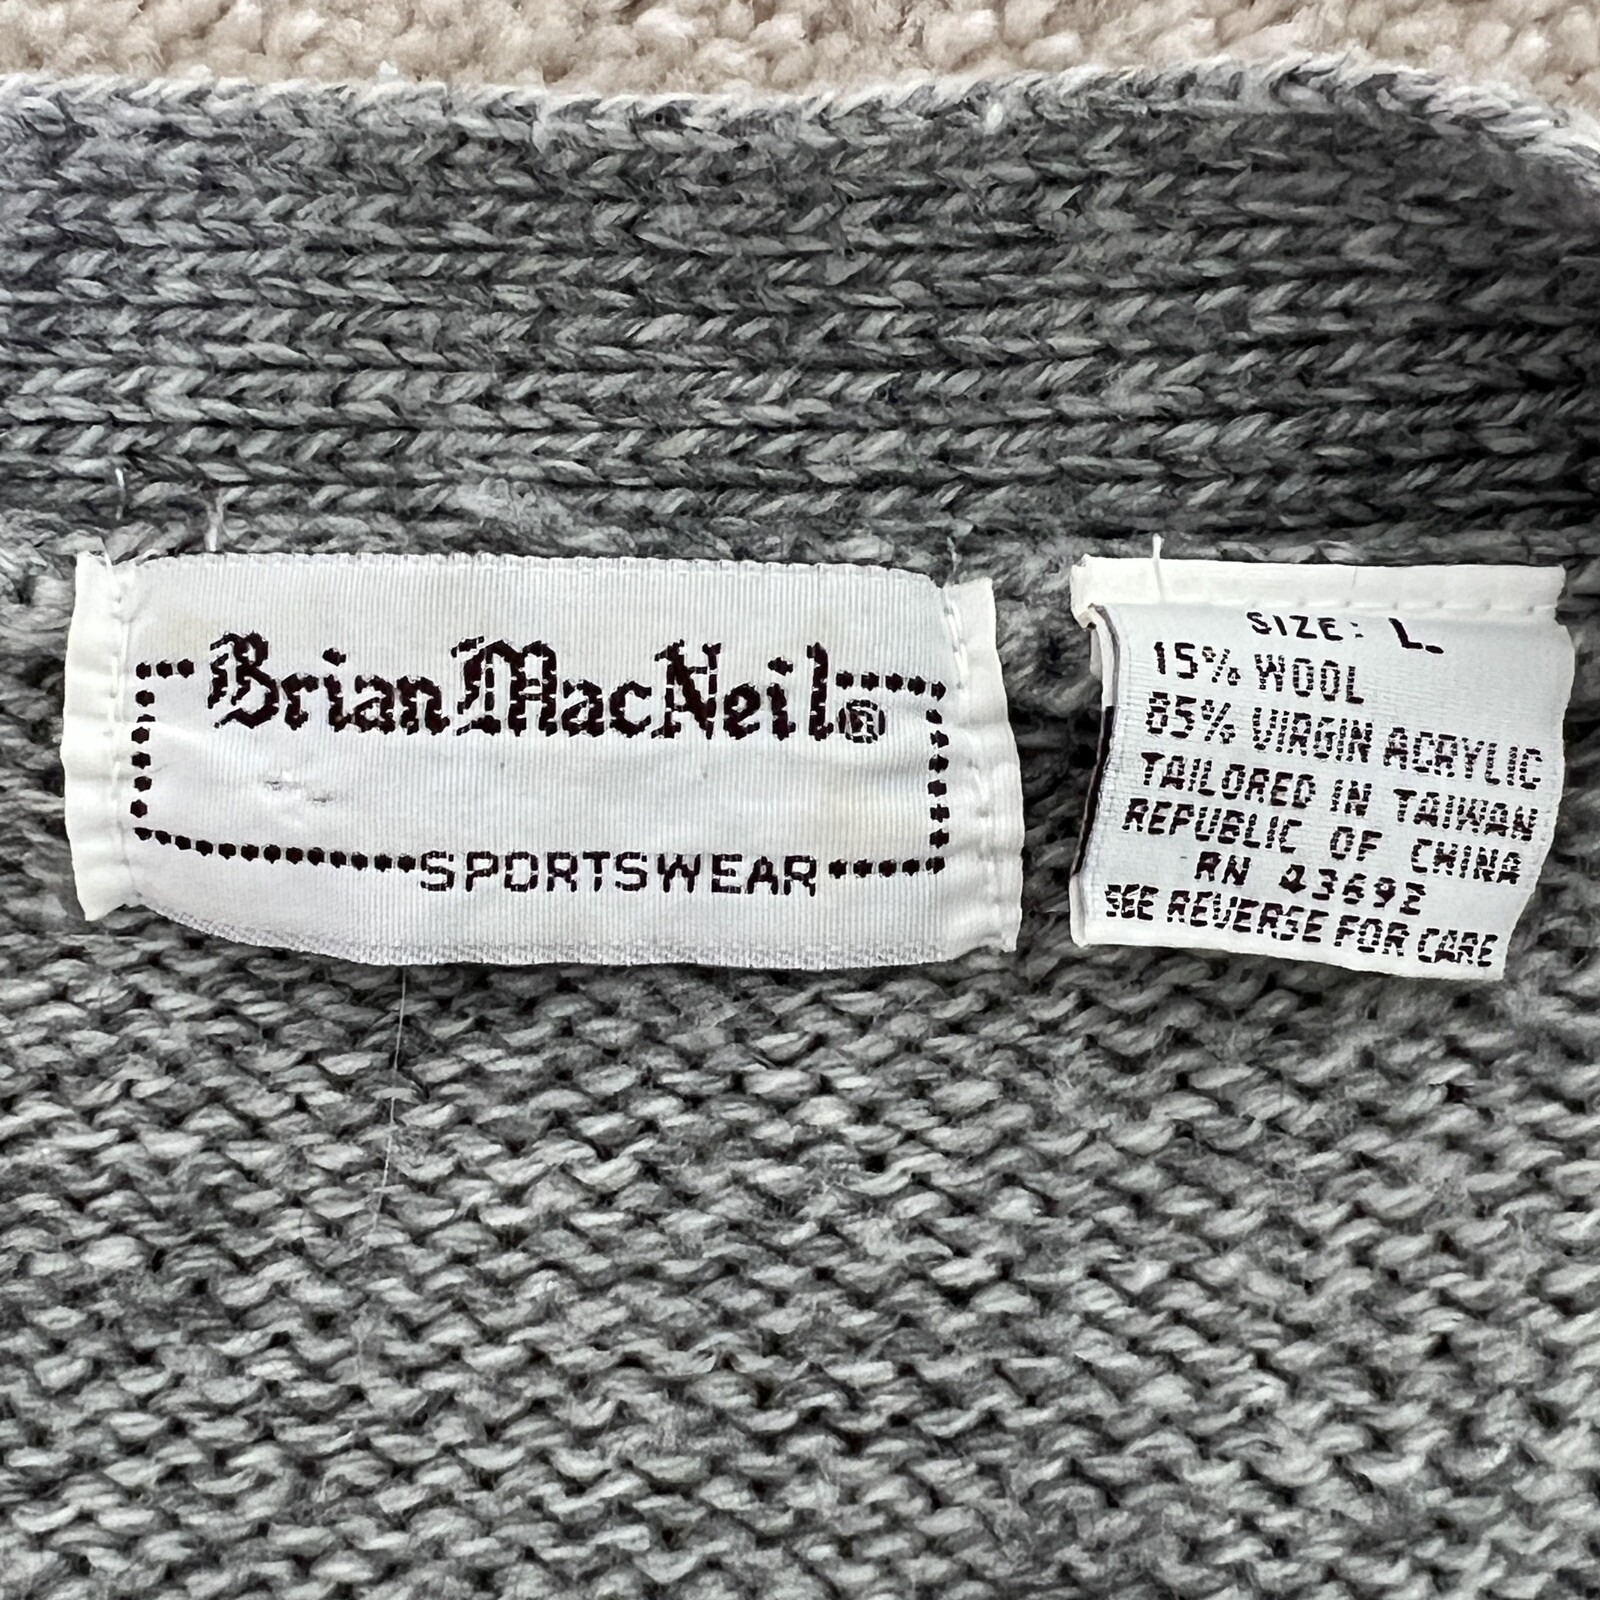 Brian MacNeil®
SPORTSWEAR
SIZE: L.
15% WOOL
85% VIRGIN ACRYLIC
TAILORED IN TAIWAN
REPUBLIC OF CHINA
RN 43692
SEE REVERSE FOR CARE